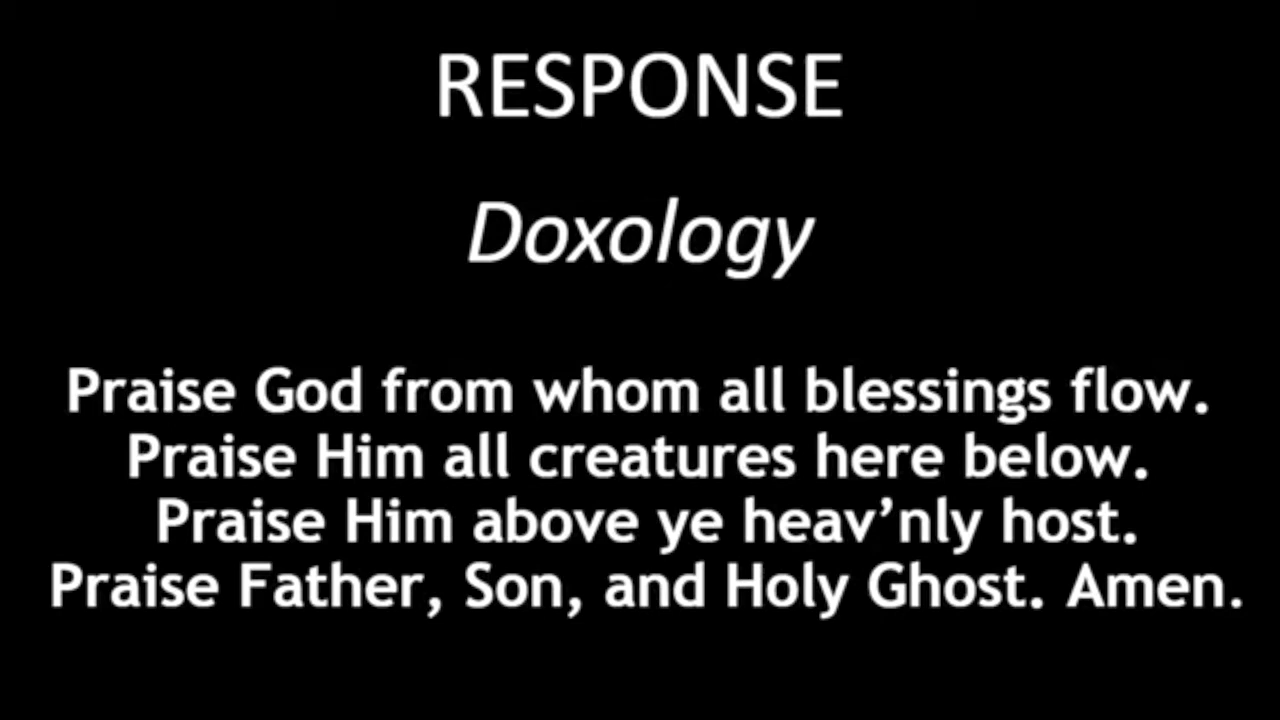 RESPONSE
Doxology
Praise God from whom all blessings flow.
Praise Him all creatures here below.
Praise Him above ye heav’nly host.
Praise Father, Son, and Holy Ghost. Amen.